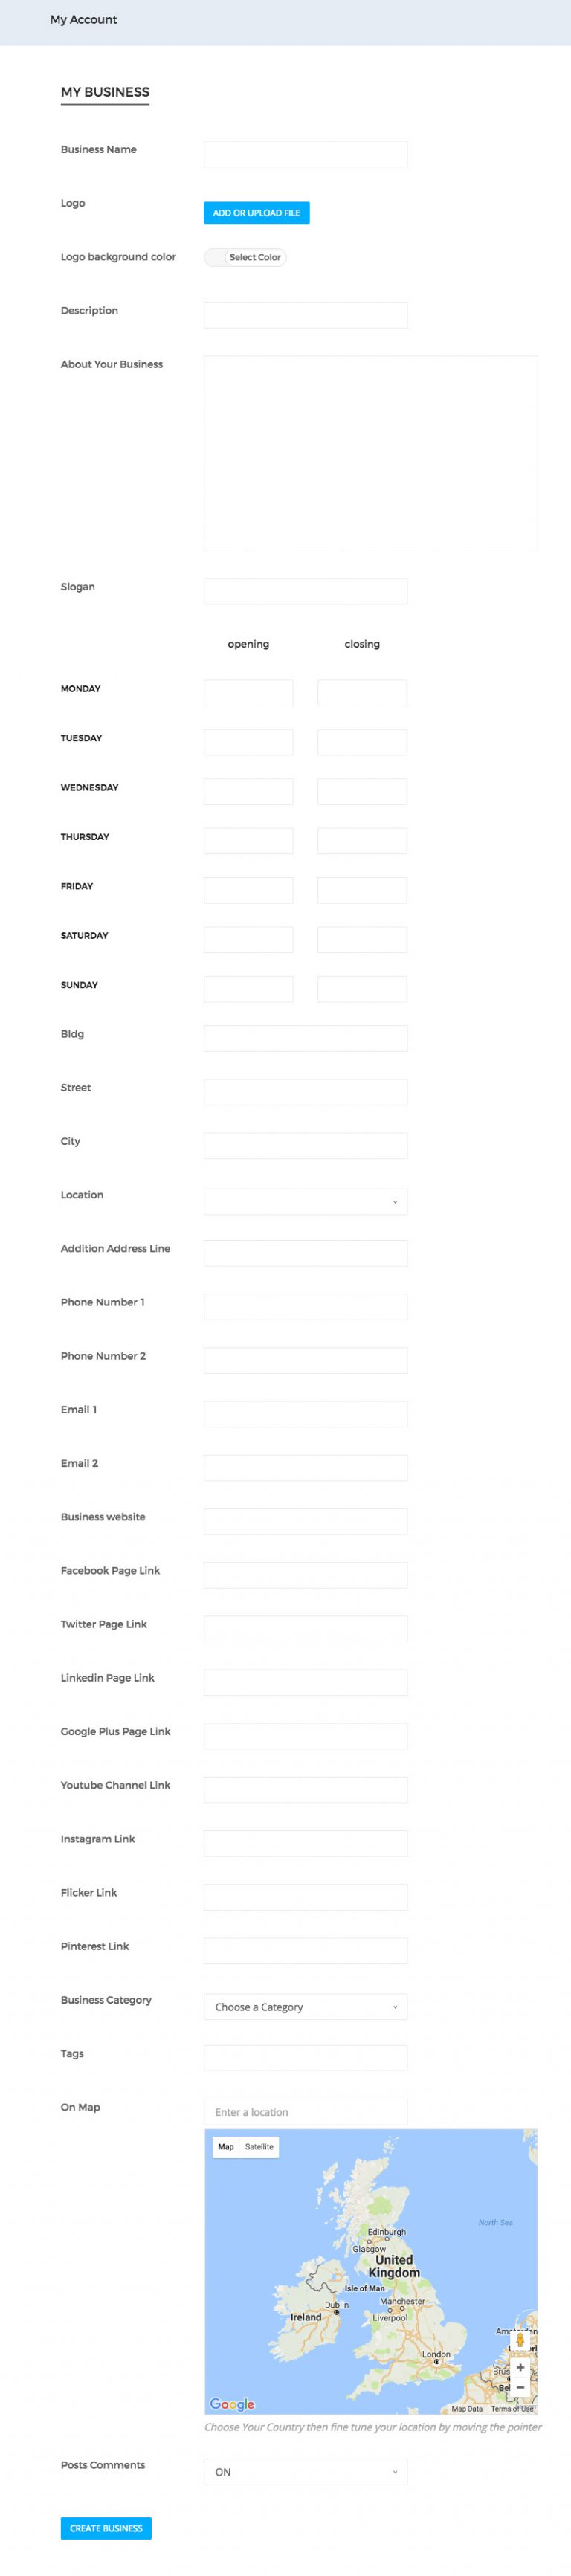 My Account
MY BUSINESS
Business Name
Logo
ADD OR UPLOAD FILE
Logo background color
Select Color
Description
About Your Business
Slogan
opening closing
MONDAY
TUESDAY
WEDNESDAY
THURSDAY
FRIDAY
SATURDAY
SUNDAY
Bldg
Street
City
Location
Addition Address Line
Phone Number 1
Phone Number 2
Email 1
Email 2
Business website
Facebook Page Link
Twitter Page Link
Linkedin Page Link
Google Plus Page Link
Youtube Channel Link
Instagram Link
Flicker Link
Pinterest Link
Business Category
Choose a Category
Tags
On Map
Enter a location
Map Satellite
North Sea
Edinburgh
Glasgow
United
Kingdom
Isle of Man
Manchester
Dublin
Ireland
Liverpool
London
Google
Map Data Terms of Use
Choose Your Country then fine tune your location by moving the pointer
Posts Comments
ON
CREATE BUSINESS